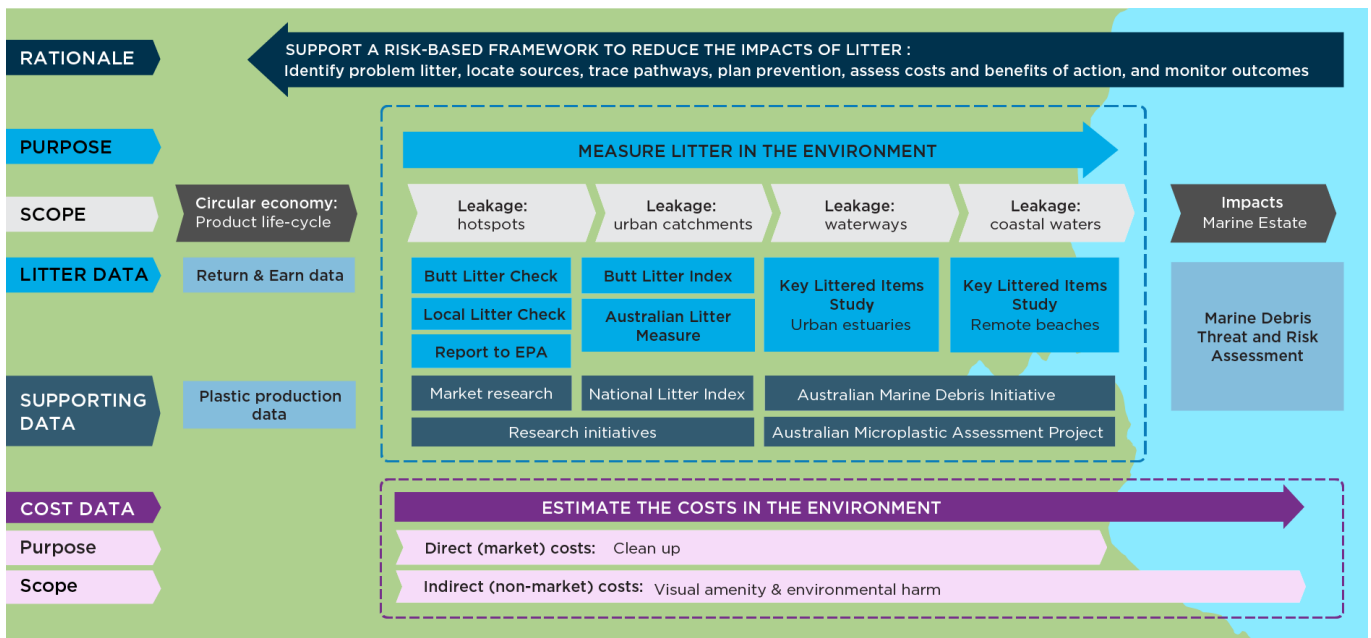 RATIONALE
SUPPORT A RISK-BASED FRAMEWORK TO REDUCE THE IMPACTS OF LITTER :
Identify problem litter, locate sources, trace pathways, plan prevention, assess costs and benefits of action, and monitor outcomes
PURPOSE
MEASURE LITTER IN THE ENVIRONMENT
SCOPE
Circular economy:
Product life-cycle
Leakage:
hotspots
Leakage:
urban catchments
Leakage:
waterways
Leakage:
coastal waters
Impacts
Marine Estate
LITTER DATA
Return & Earn data
Butt Litter Check
Local Litter Check
Report to EPA
Butt Litter Index
Australian Litter
Measure
Key Littered Items
Study
Urban estuaries
Key Littered Items
Study
Remote beaches
Marine Debris
Threat and Risk
Assessment
SUPPORTING
DATA
Plastic production
data
Market research
National Litter Index
Australian Marine Debris Initiative
Research initiatives
Australian Microplastic Assessment Project
COST DATA
ESTIMATE THE COSTS IN THE ENVIRONMENT
Purpose
Direct (market) costs: Clean up
Scope
Indirect (non-market) costs: Visual amenity & environmental harm